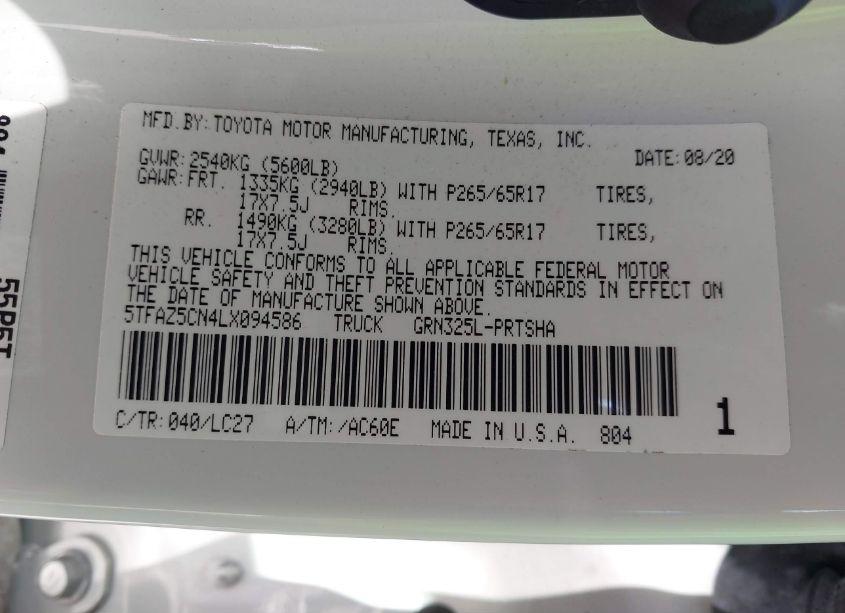 MFD.BY:TOYOTA MOTOR MANUFACTURING, TEXAS, INC.
GVWR:2540KG (5600LB) DATE:08/20
GAWR:FRT. 1335KG (2940LB) WITH P265/65R17 TIRES,
17X7.5J RIMS.
RR. 1490KG (3280LB) WITH P265/65R17 TIRES,
17X7.5J RIMS.
THIS VEHICLE CONFORMS TO ALL APPLICABLE FEDERAL MOTOR
VEHICLE SAFETY AND THEFT PREVENTION STANDARDS IN EFFECT ON
THE DATE OF MANUFACTURE SHOWN ABOVE.
5TFAZ5CN4LX094586 TRUCK GRN325L-PRTSHA
C/TR:040/LC27 A/TM:/AC60E MADE IN U.S.A. 804 1